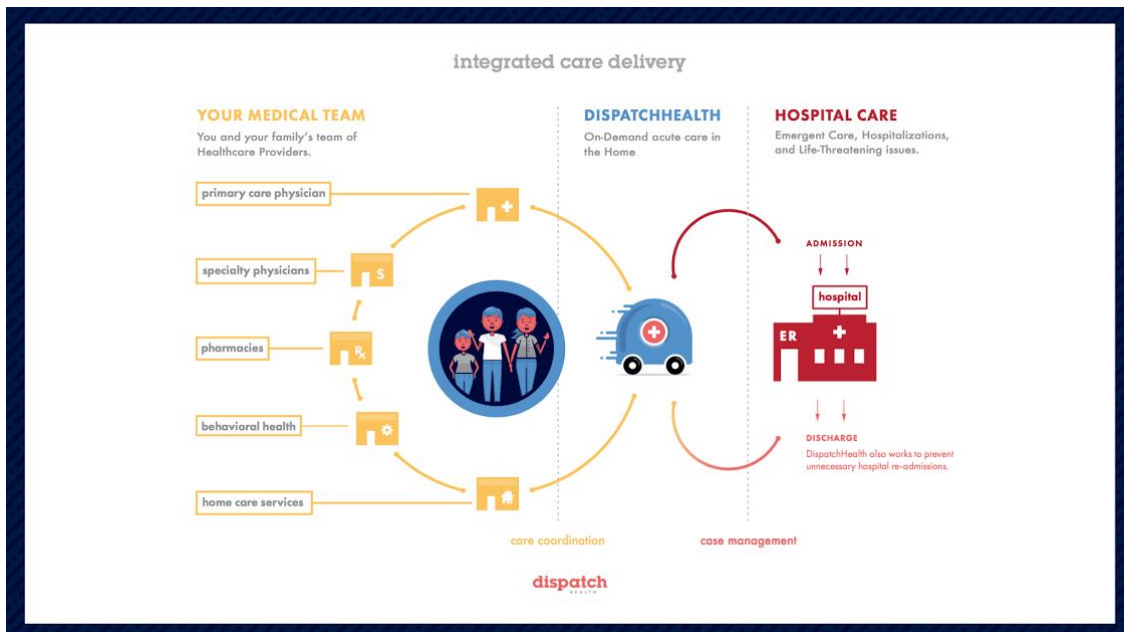 integrated care delivery
YOUR MEDICAL TEAM
You and your family's team of
Healthcare Providers.
DISPATCHHEALTH
On-Demand acute care in
the Home
HOSPITAL CARE
Emergent Care, Hospitalizations,
and Life-Threatening issues.
primary care physician
specialty physicians
S
pharmacies
Rx
behavioral health
home care services
ADMISSION
hospital
ER
DISCHARGE
DispatchHealth also works to prevent
unnecessary hospital re-admissions.
care coordination
case management
dispatch
HEALTH